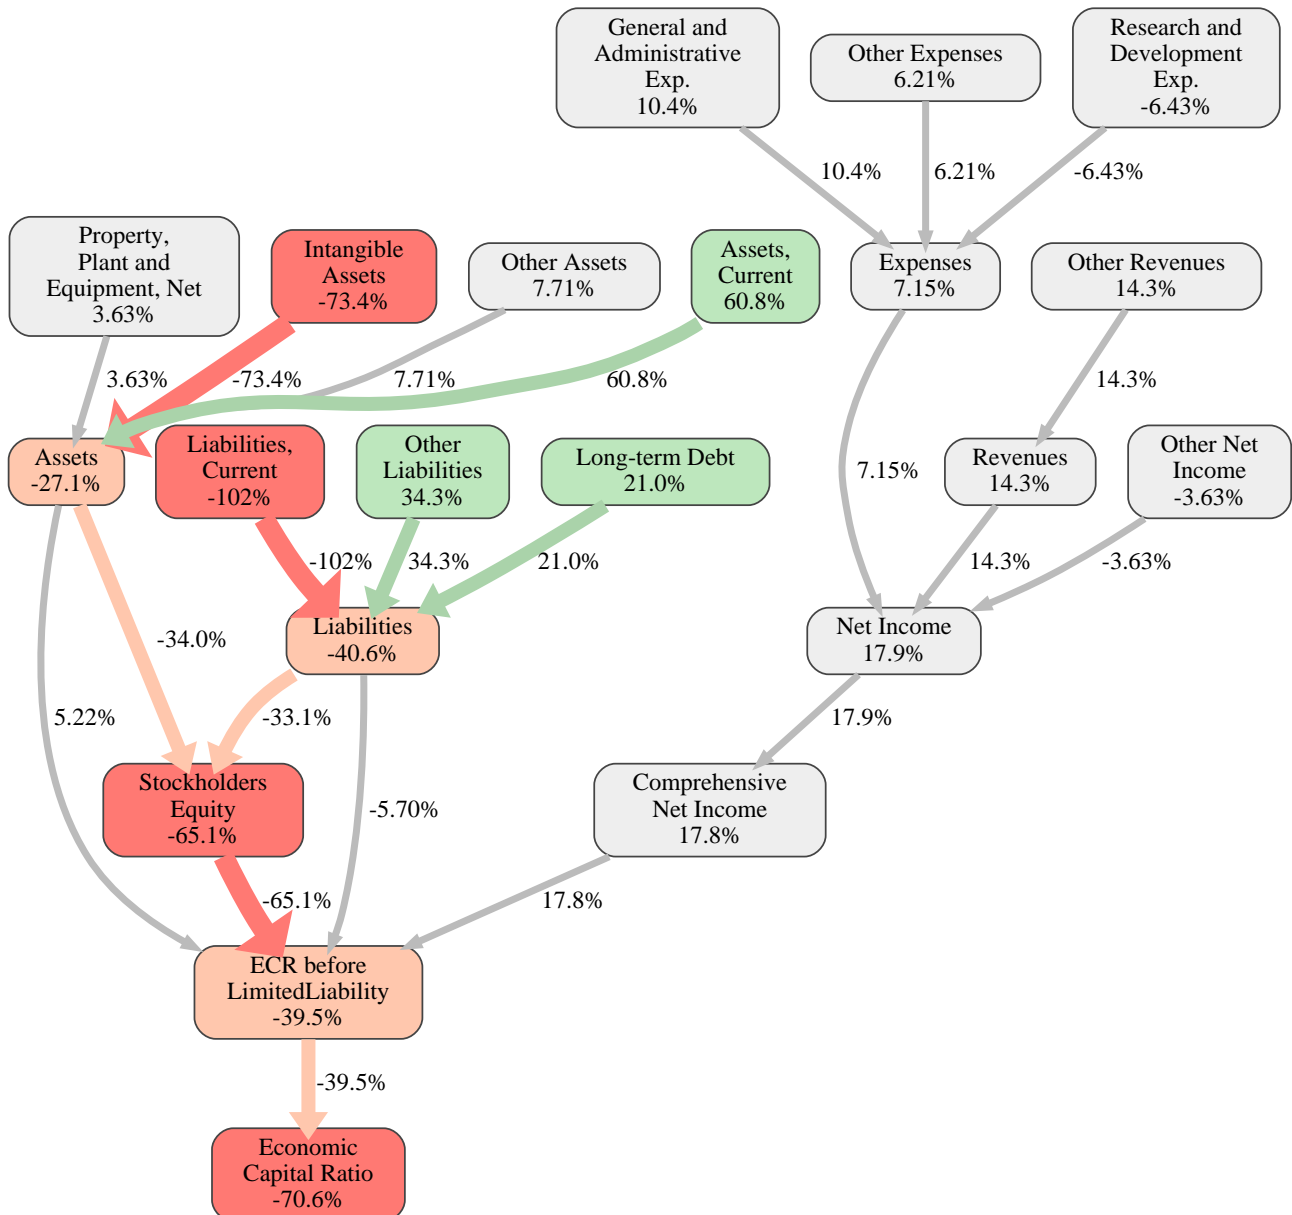 General and
Administrative
Exp.
10.4%
Other Expenses
6.21%
Research and
Development
Exp.
-6.43%
10.4%
6.21%
-6.43%
Property,
Plant and
Equipment, Net
3.63%
Intangible
Assets
-73.4%
Other Assets
7.71%
Assets,
Current
60.8%
Expenses
7.15%
Other Revenues
14.3%
3.63%
-73.4%
7.71%
60.8%
14.3%
Assets
-27.1%
Liabilities,
Current
-102%
Other
Liabilities
34.3%
Long-term Debt
21.0%
7.15%
Revenues
14.3%
Other Net
Income
-3.63%
-102%
34.3%
21.0%
14.3%
-3.63%
-34.0%
Liabilities
-40.6%
Net Income
17.9%
5.22%
-33.1%
17.9%
Stockholders
Equity
-65.1%
-5.70%
Comprehensive
Net Income
17.8%
-65.1%
17.8%
ECR before
LimitedLiability
-39.5%
-39.5%
Economic
Capital Ratio
-70.6%